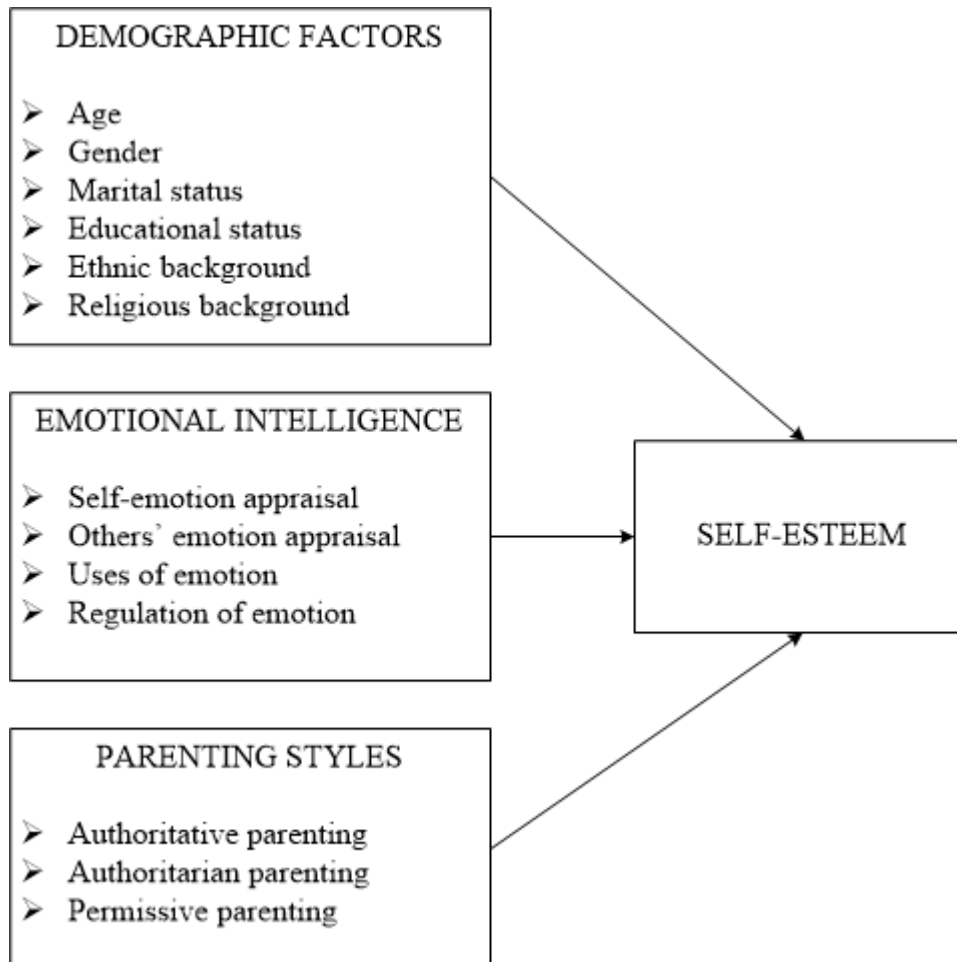 DEMOGRAPHIC FACTORS
➢ Age
➢ Gender
➢ Marital status
➢ Educational status
➢ Ethnic background
➢ Religious background
EMOTIONAL INTELLIGENCE
➢ Self-emotion appraisal
➢ Others’ emotion appraisal
➢ Uses of emotion
➢ Regulation of emotion
SELF-ESTEEM
PARENTING STYLES
➢ Authoritative parenting
➢ Authoritarian parenting
➢ Permissive parenting